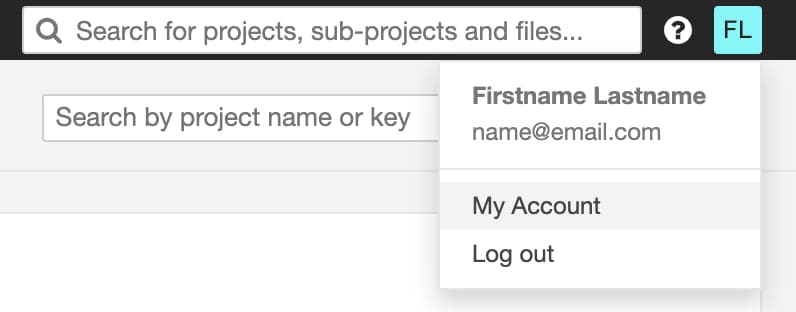 Search for projects, sub-projects and files...
?
FL
Firstname Lastname
name@email.com
Search by project name or key
My Account
Log out